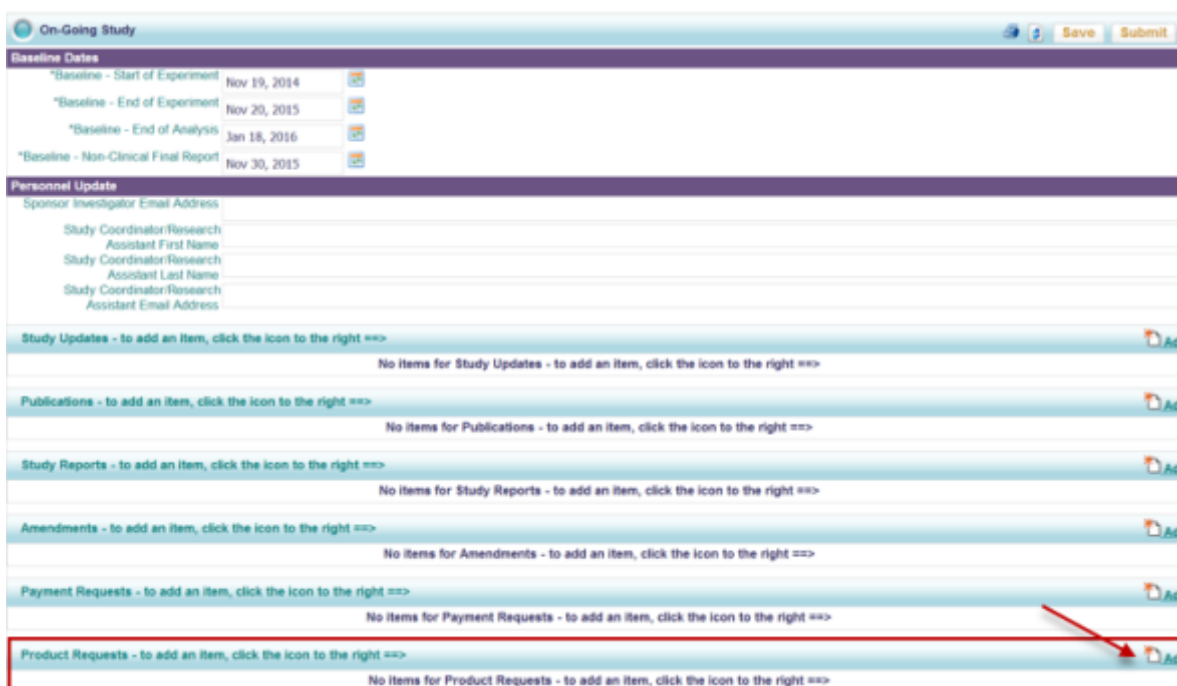 On-Going Study
Save Submit
Baseline Dates
*Baseline - Start of Experiment Nov 19, 2014
*Baseline - End of Experiment Nov 20, 2015
*Baseline - End of Analysis Jan 18, 2016
*Baseline - Non-Clinical Final Report Nov 30, 2015
Personnel Update
Sponsor Investigator Email Address
Study Coordinator/Research
Assistant First Name
Study Coordinator/Research
Assistant Last Name
Study Coordinator/Research
Assistant Email Address
Study Updates - to add an item, click the icon to the right ==> Ad
No items for Study Updates - to add an item, click the icon to the right ==>
Publications - to add an item, click the icon to the right ==> Ad
No items for Publications - to add an item, click the icon to the right ==>
Study Reports - to add an item, click the icon to the right ==> Ad
No items for Study Reports - to add an item, click the icon to the right ==>
Amendments - to add an item, click the icon to the right ==> Ad
No items for Amendments - to add an item, click the icon to the right ==>
Payment Requests - to add an item, click the icon to the right ==> Ad
No items for Payment Requests - to add an item, click the icon to the right ==>
Product Requests - to add an item, click the icon to the right ==> Ad
No items for Product Requests - to add an item, click the icon to the right ==>